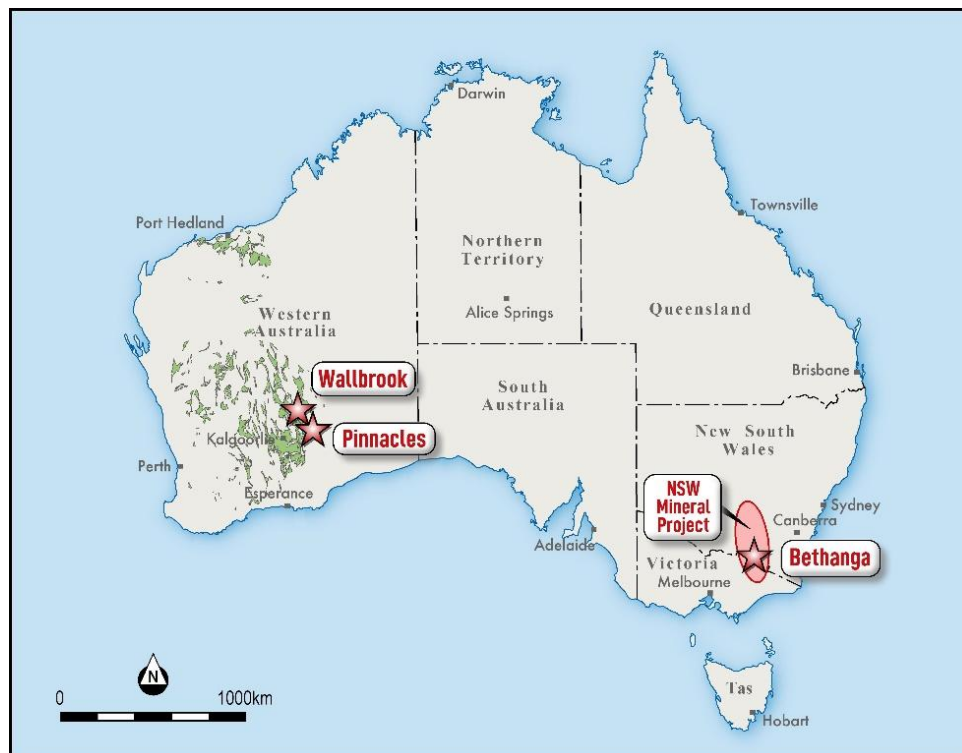 Darwin
Townsville
Port Hedland
Northern
Territory
Alice Springs
Queensland
Western
Australia
Brisbane
Wallbrook
South
Australia
Pinnacles
Kalgoorlie
New South
Wales
Perth
Esperance
NSW
Mineral
Project
Sydney
Canberra
Adelaide
Bethanga
Victoria
Melbourne
N
0
1000km
Tas
Hobart